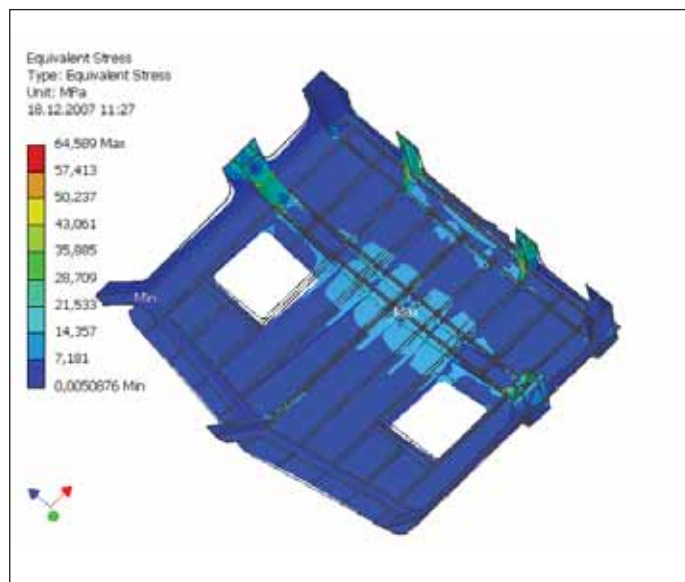 Equivalent Stress
Type: Equivalent Stress
Unit: MPa
18.12.2007 11:27
64,589 Max
57,413
50,237
43,061
35,885
28,709
21,533
14,357
7,181
0,0050876 Min
Min
Max